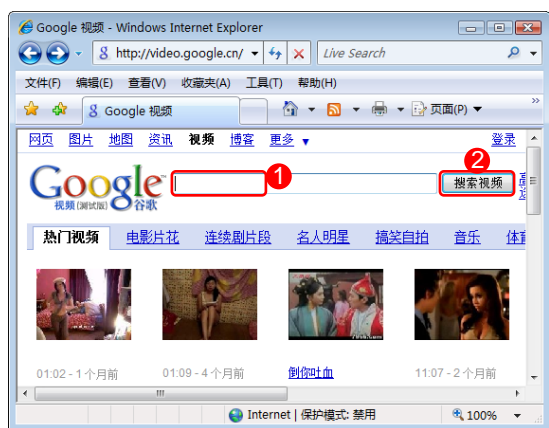 Google 视频 - Windows Internet Explorer
http://video.google.cn/
Live Search
文件(F) 编辑(E) 查看(V) 收藏夹(A) 工具(T) 帮助(H)
Google 视频
页面(P)
网页 图片 地图 资讯 视频 博客 更多 ▼ 登录
1
2
Google
视频(测试版) 谷歌
搜索视频
热门视频 电影片花 连续剧片段 名人明星 搞笑自拍 音乐 体
01:02 - 1 个月前 01:09 - 4 个月前 倒你吐血 11:07 - 2 个月前
Internet | 保护模式: 禁用 100%